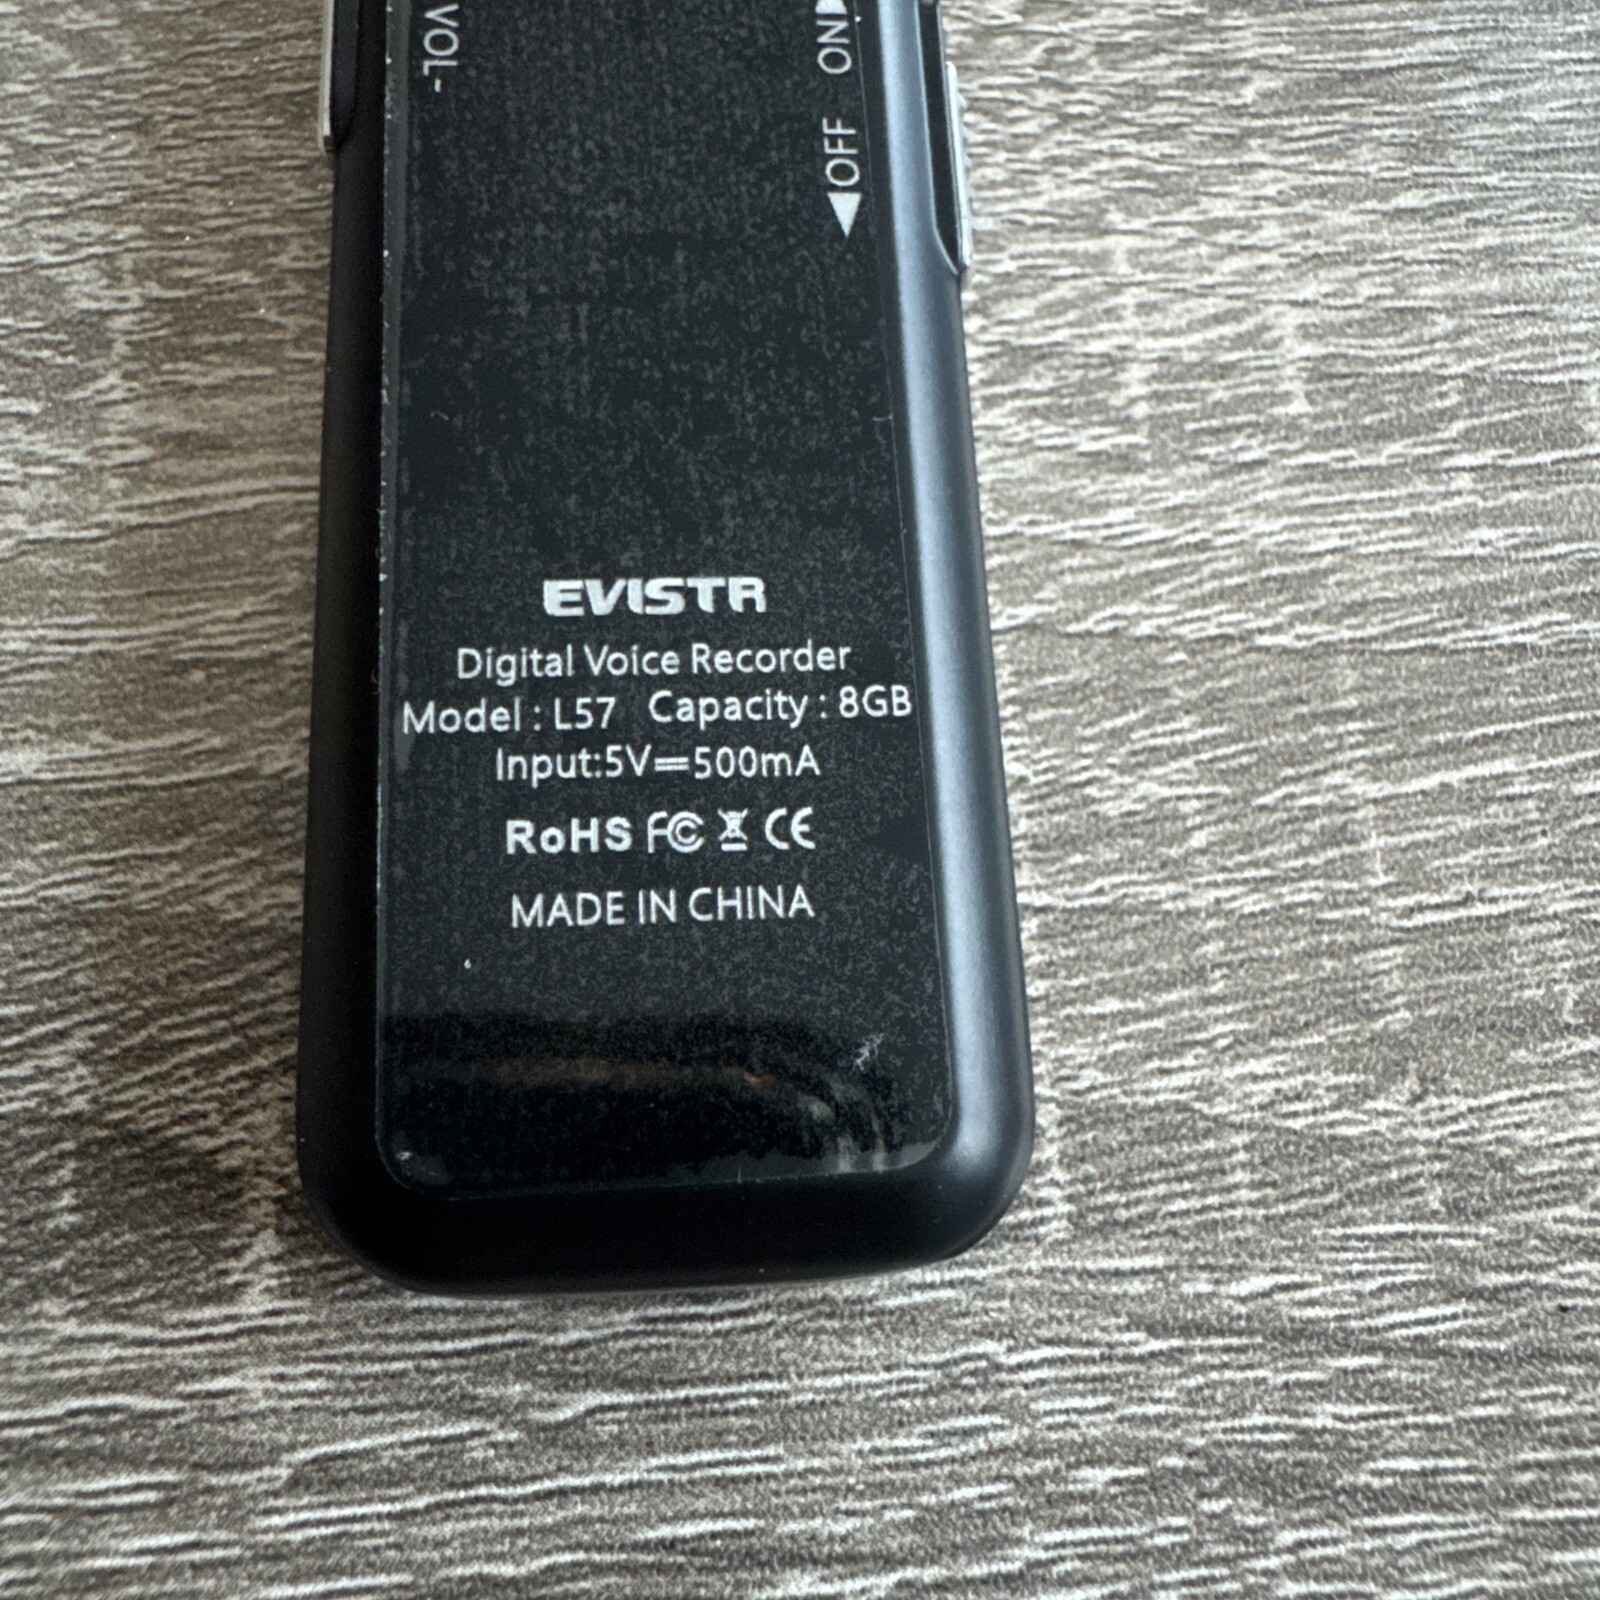 VOL-
ON
OFF
EVISTR
Digital Voice Recorder
Model : L57 Capacity : 8GB
Input:5V⎓500mA
RoHS FC CE
MADE IN CHINA